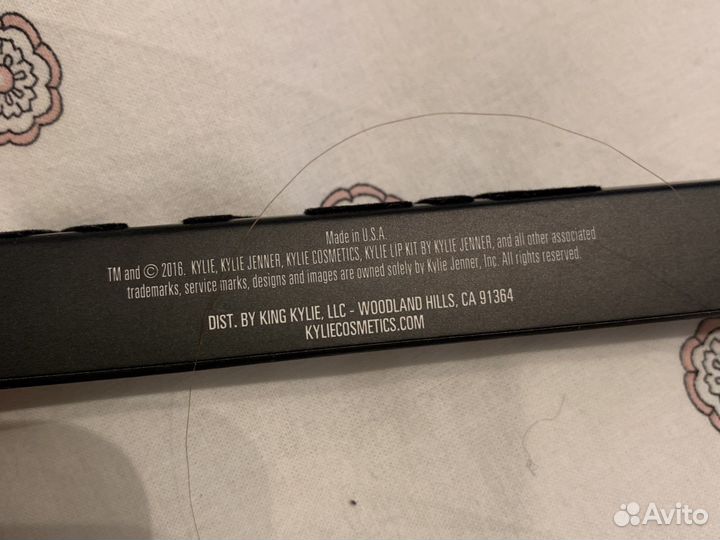 Made in U.S.A.
TM and © 2016. KYLIE, KYLIE JENNER, KYLIE COSMETICS, KYLIE LIP KIT BY KYLIE JENNER, and all other associated
trademarks, service marks, designs and images are owned solely by Kylie Jenner, Inc. All rights reserved.
DIST. BY KING KYLIE, LLC - WOODLAND HILLS, CA 91364
KYLIECOSMETICS.COM
Avito